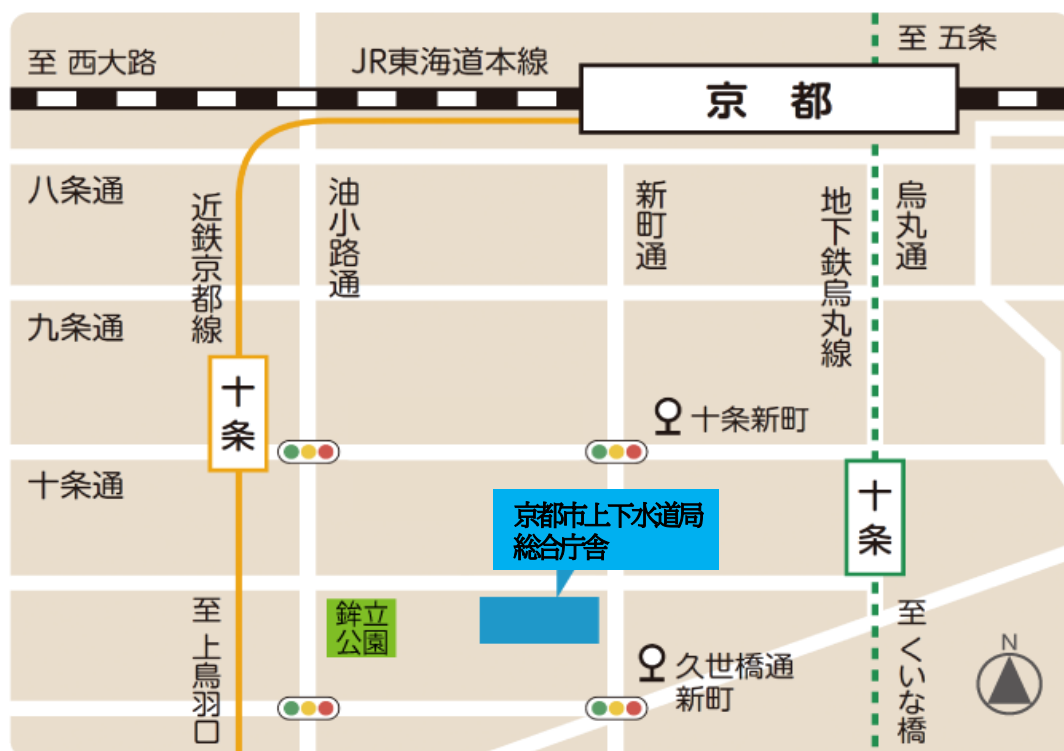 至 西大路
JR東海道本線
至 五条
京都
八条通
近鉄京都線
油小路通
新町通
地下鉄烏丸線
烏丸通
九条通
十条
十条新町
十条通
京都市上下水道局
総合庁舎
十条
鉾立
公園
至 上鳥羽口
久世橋通
新町
至 くいな橋
N